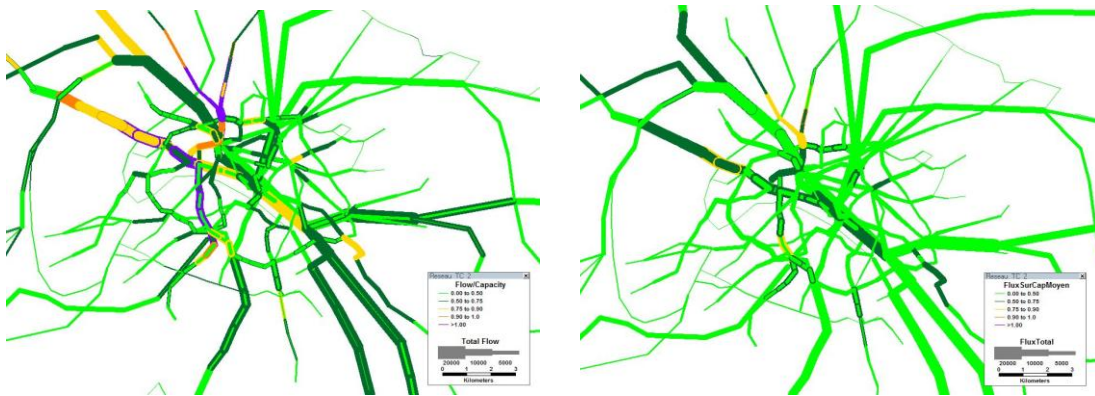 Reseau TC 2
Flow/Capacity
0.00 to 0.50
0.50 to 0.75
0.75 to 0.90
0.90 to 1.0
>1.00
Total Flow
20000 10000 5000
0 1 2 3
Kilometers
Reseau TC 2
FluxSurCapMoyen
0.00 to 0.50
0.50 to 0.75
0.75 to 0.90
0.90 to 1.0
>1.00
FluxTotal
20000 10000 5000
0 1 2 3
Kilometers